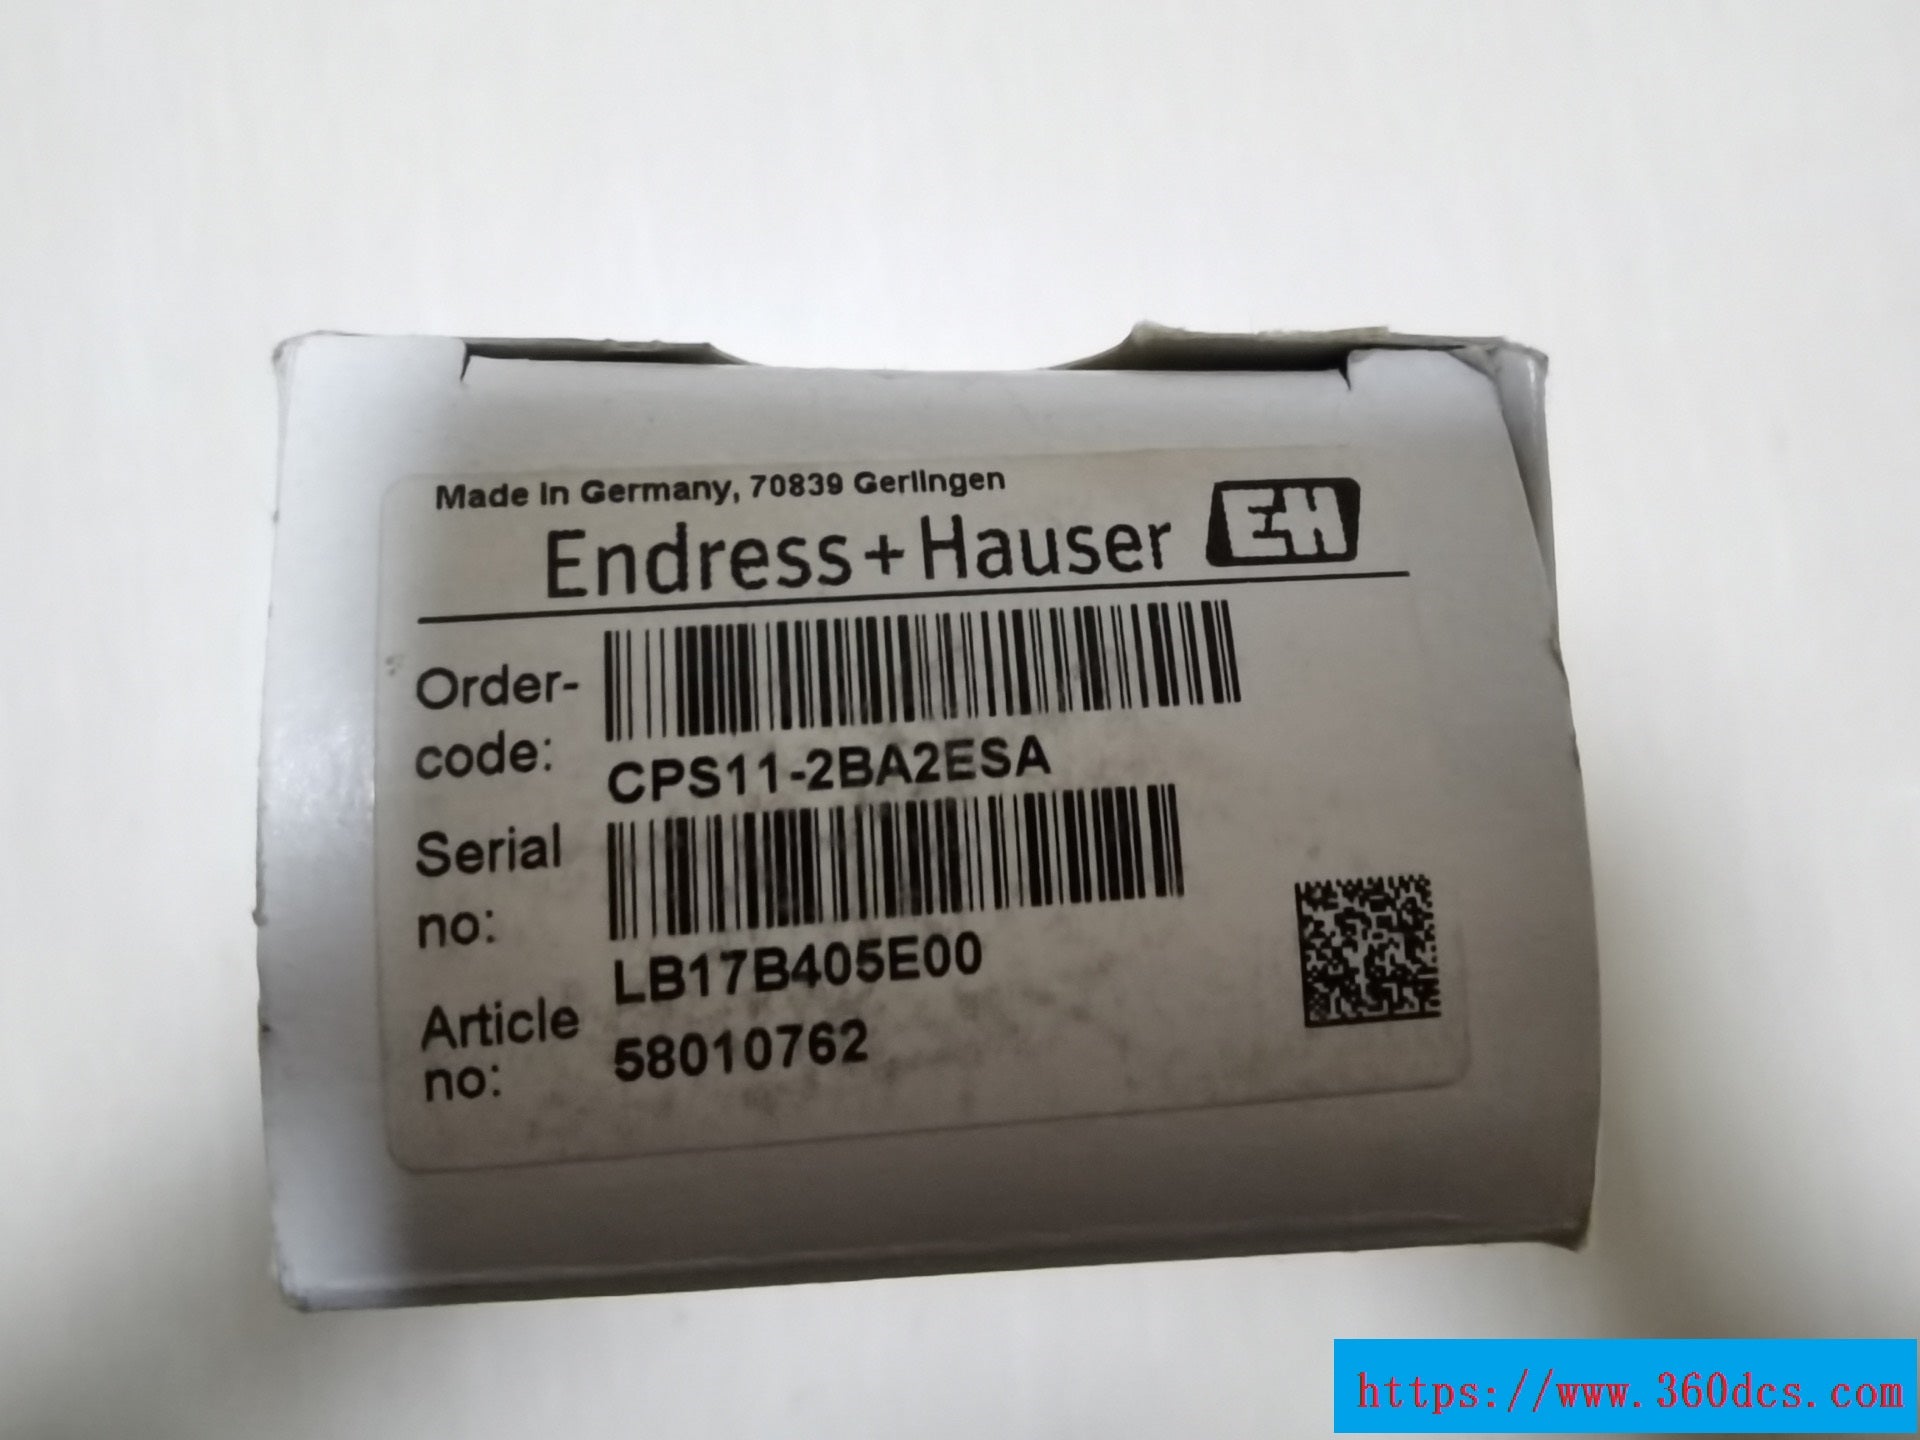 Made in Germany, 70839 Gerlingen
Endress+Hauser EH
Order-
code:
CPS11-2BA2ESA
Serial
no:
LB17B405E00
Article
no:
58010762
https://www.360dcs.com